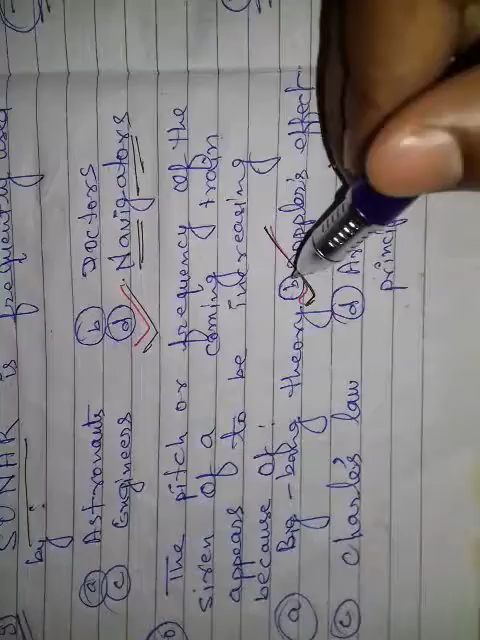 SONAR is frequently used
by:
(a) Astronauts (b) Doctors
(c) Engineers (d) Navigators
The pitch or frequency of the
siren of a coming train
appears to be increasing
because of:
(a) Big-bang theory (b) Doppler's effect
(c) Charles's law (d)
princ